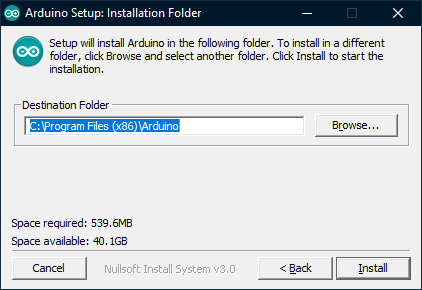 Arduino Setup: Installation Folder
Setup will install Arduino in the following folder. To install in a different
folder, click Browse and select another folder. Click Install to start the
installation.
Destination Folder
C:\Program Files (x86)\Arduino
Browse...
Space required: 539.6MB
Space available: 40.1GB
Cancel
Nullsoft Install System v3.0
< Back
Install